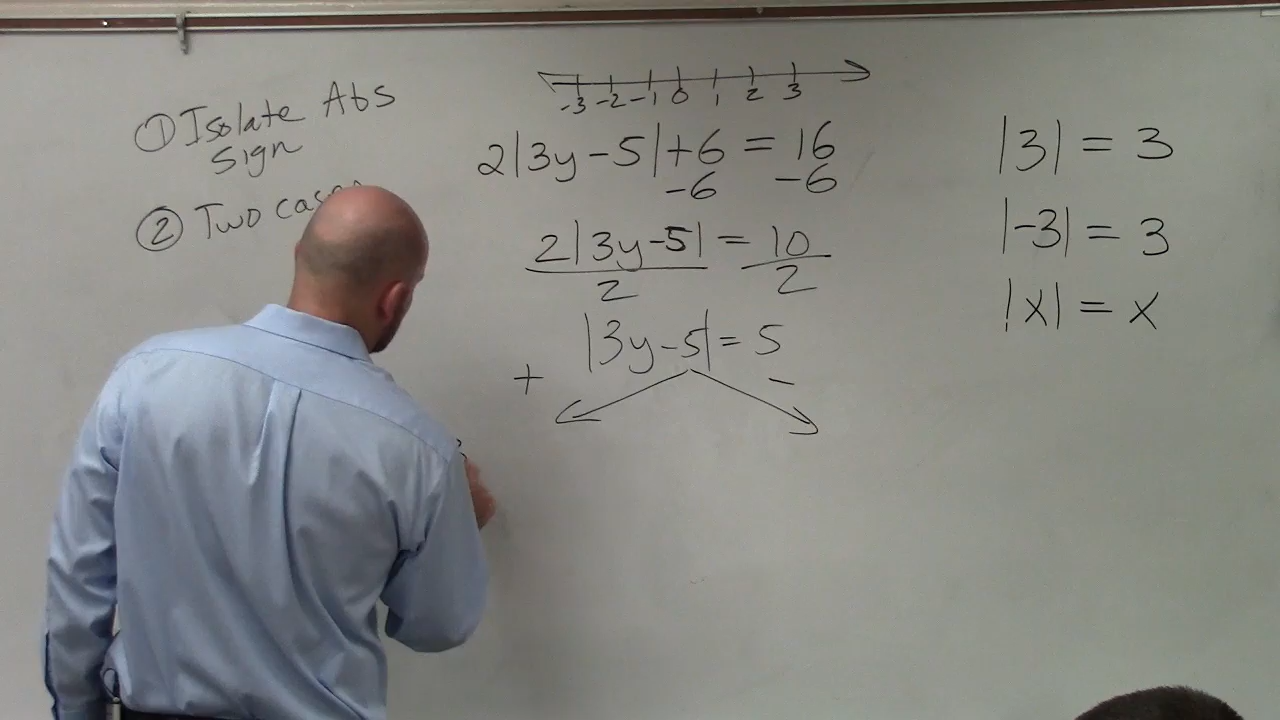 ① Isolate Abs
Sign
② Two cases
-3 -2 -1 0 1 2 3
2|3y-5|+6 = 16
-6 -6
2|3y-5| = 10
2 2
|3y-5| = 5
+ -
|3| = 3
|-3| = 3
|x| = x